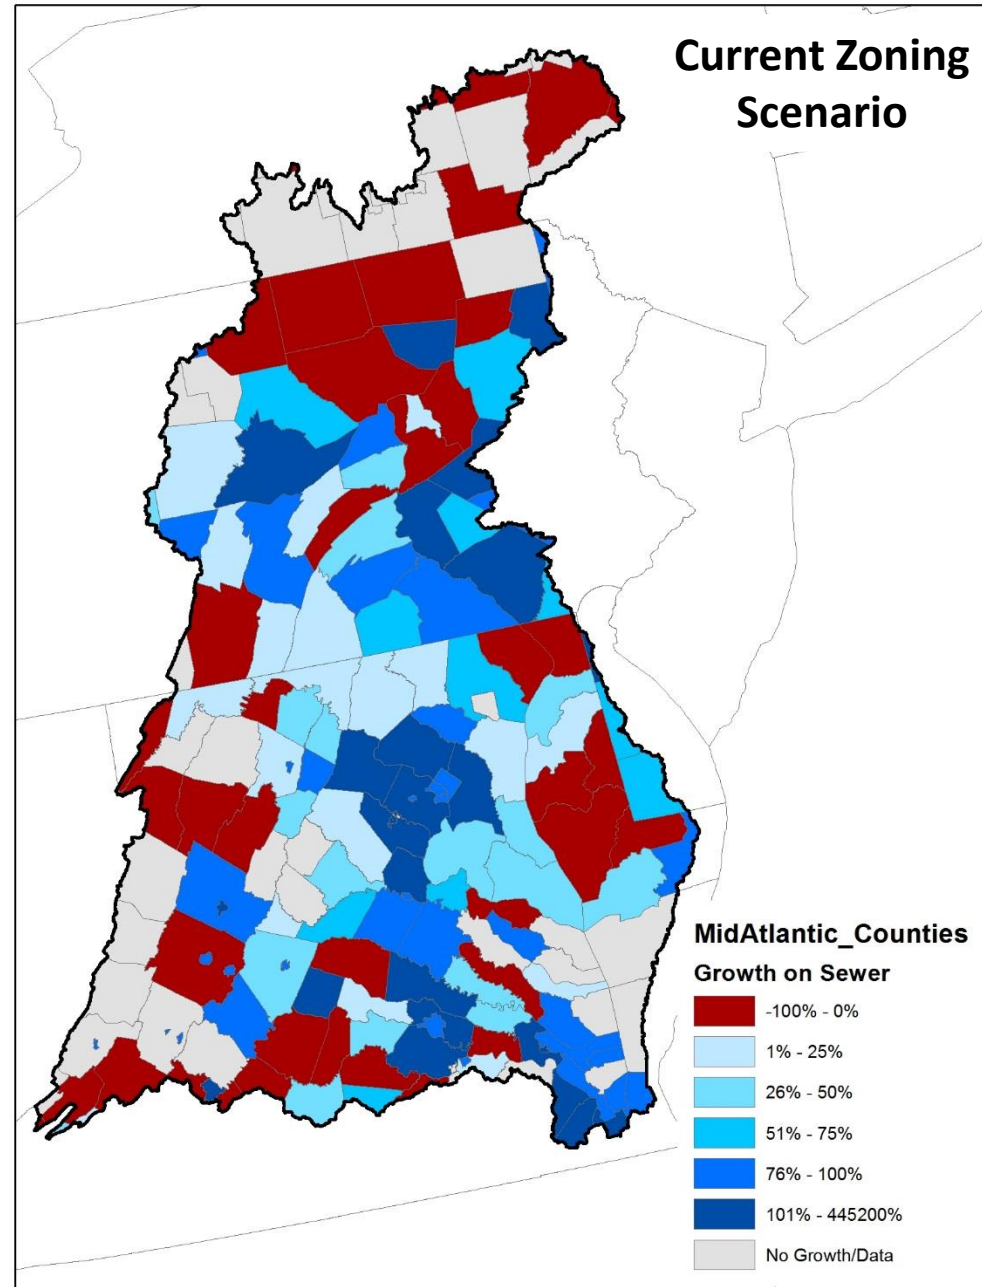 Current Zoning
Scenario
MidAtlantic_Counties
Growth on Sewer
-100% - 0%
1% - 25%
26% - 50%
51% - 75%
76% - 100%
101% - 445200%
No Growth/Data